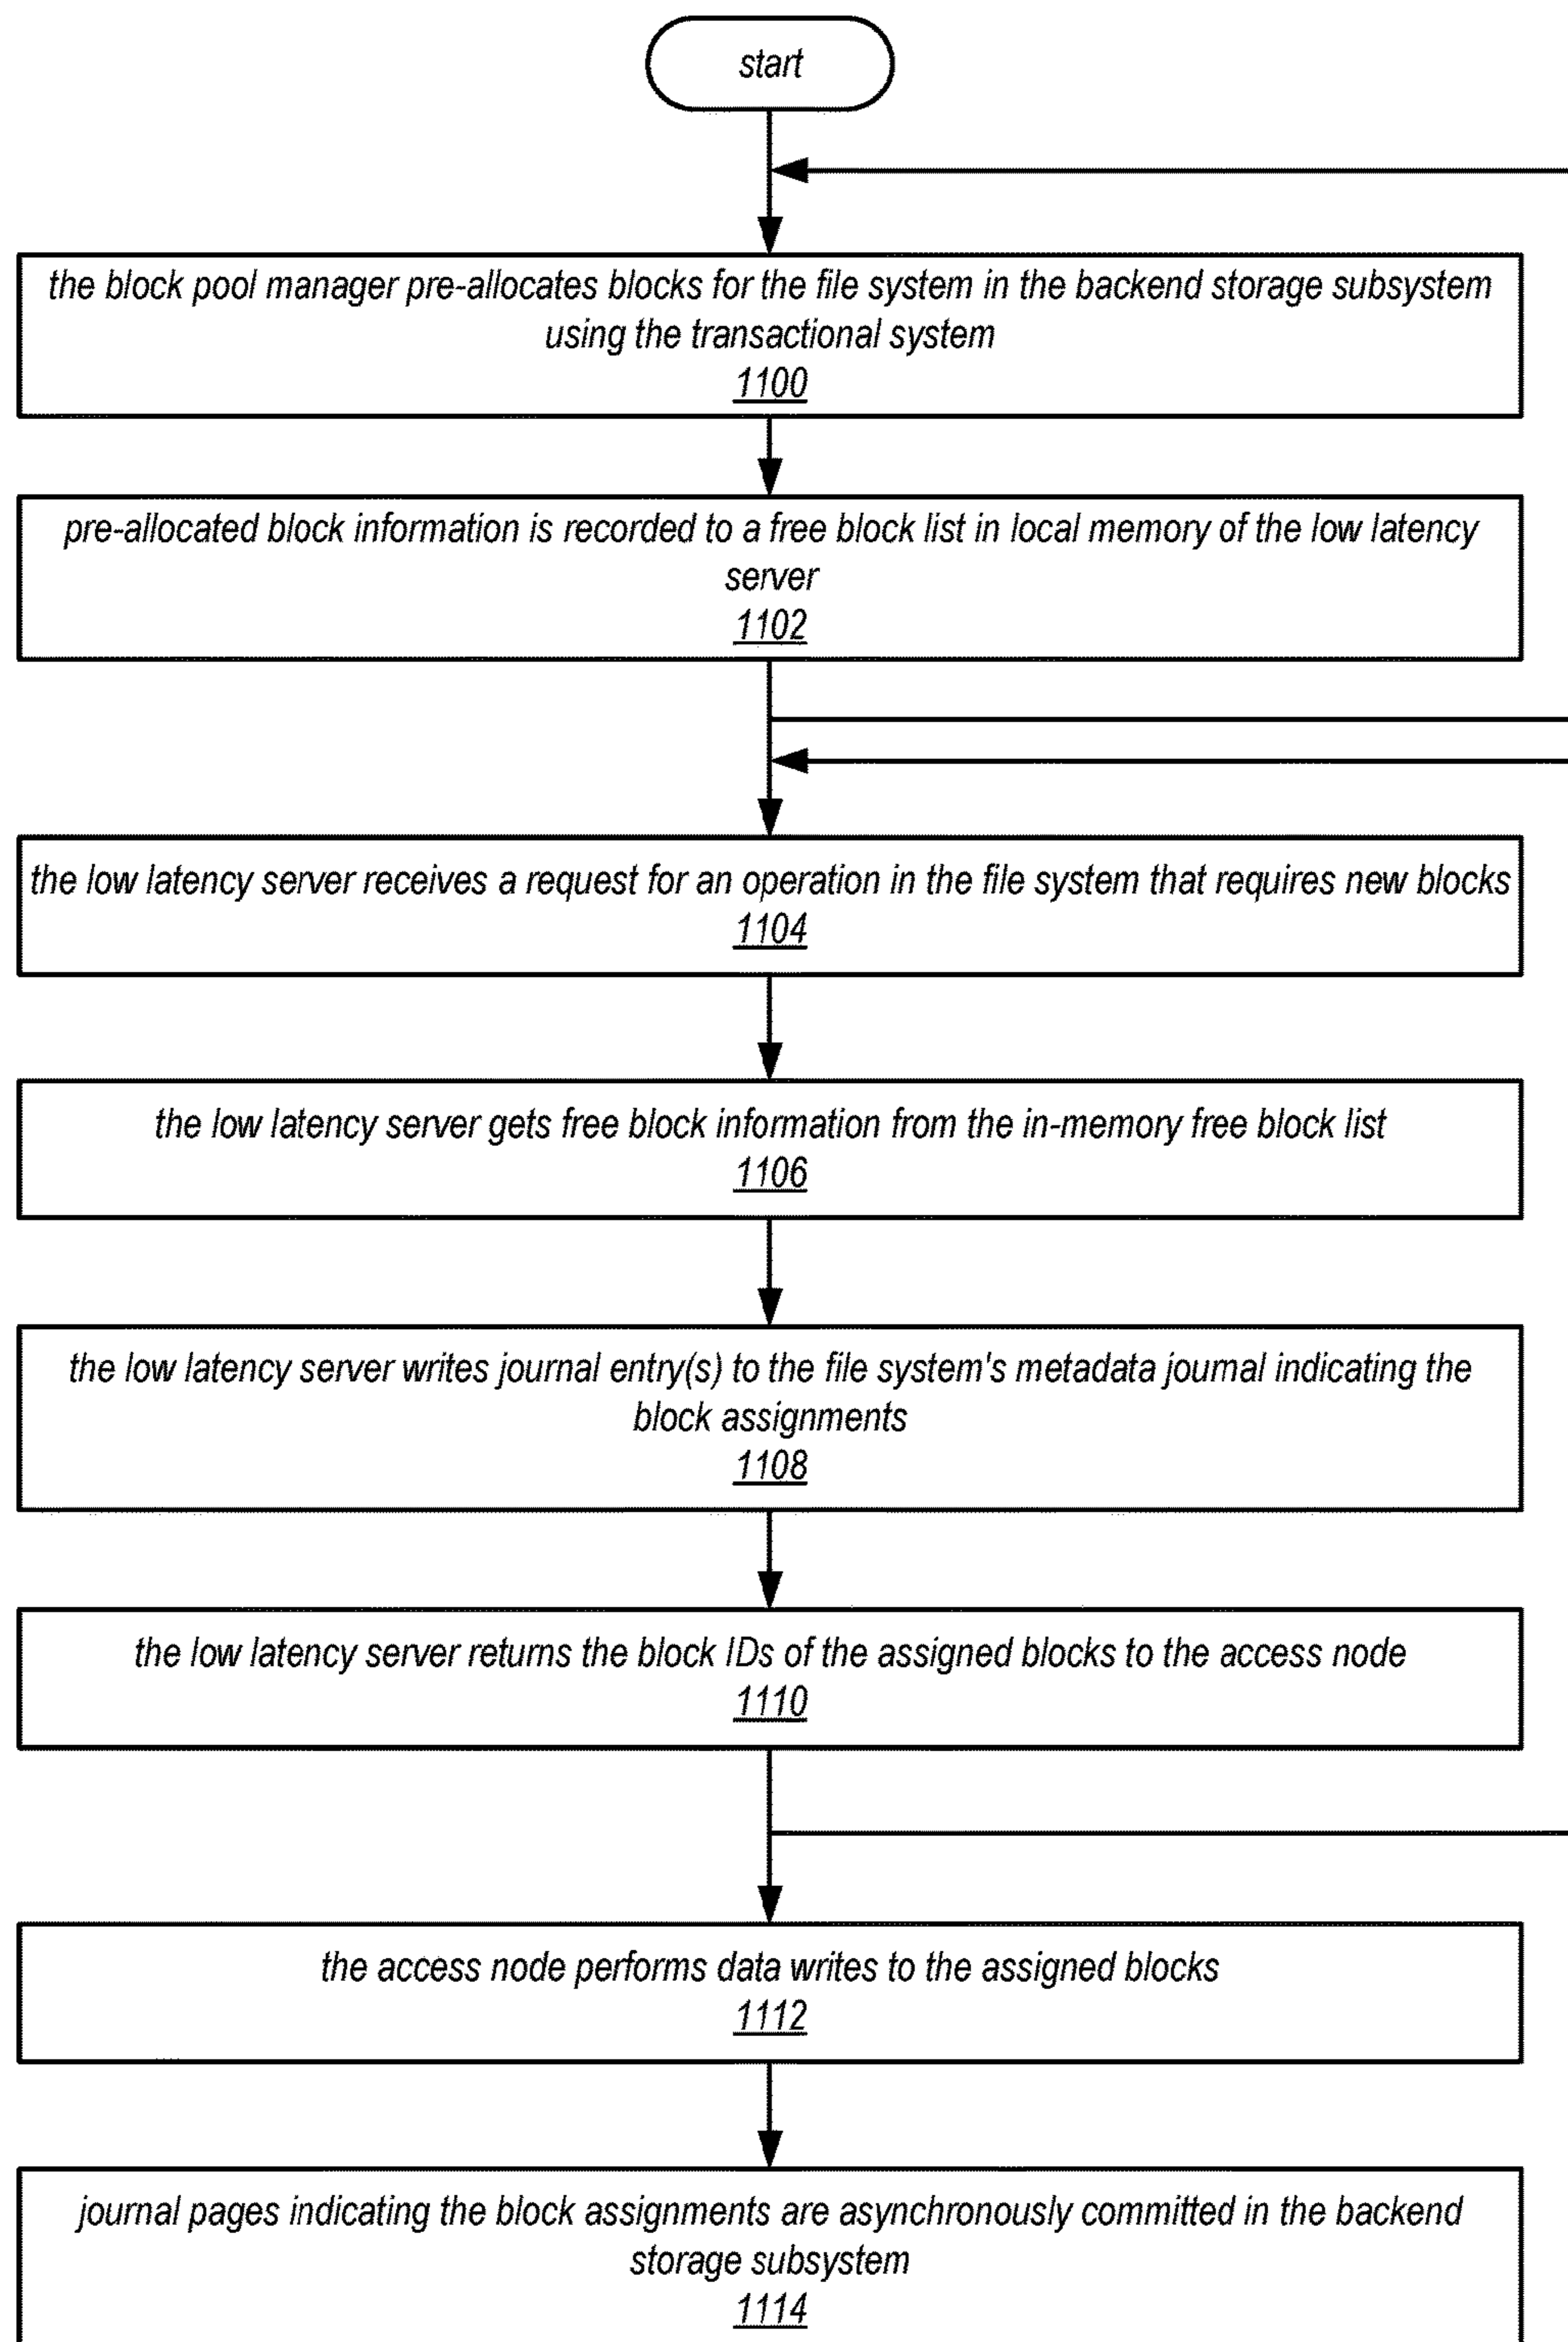 start
the block pool manager pre-allocates blocks for the file system in the backend storage subsystem
using the transactional system
1100
pre-allocated block information is recorded to a free block list in local memory of the low latency
server
1102
the low latency server receives a request for an operation in the file system that requires new blocks
1104
the low latency server gets free block information from the in-memory free block list
1106
the low latency server writes journal entry(s) to the file system's metadata journal indicating the
block assignments
1108
the low latency server returns the block IDs of the assigned blocks to the access node
1110
the access node performs data writes to the assigned blocks
1112
journal pages indicating the block assignments are asynchronously committed in the backend
storage subsystem
1114